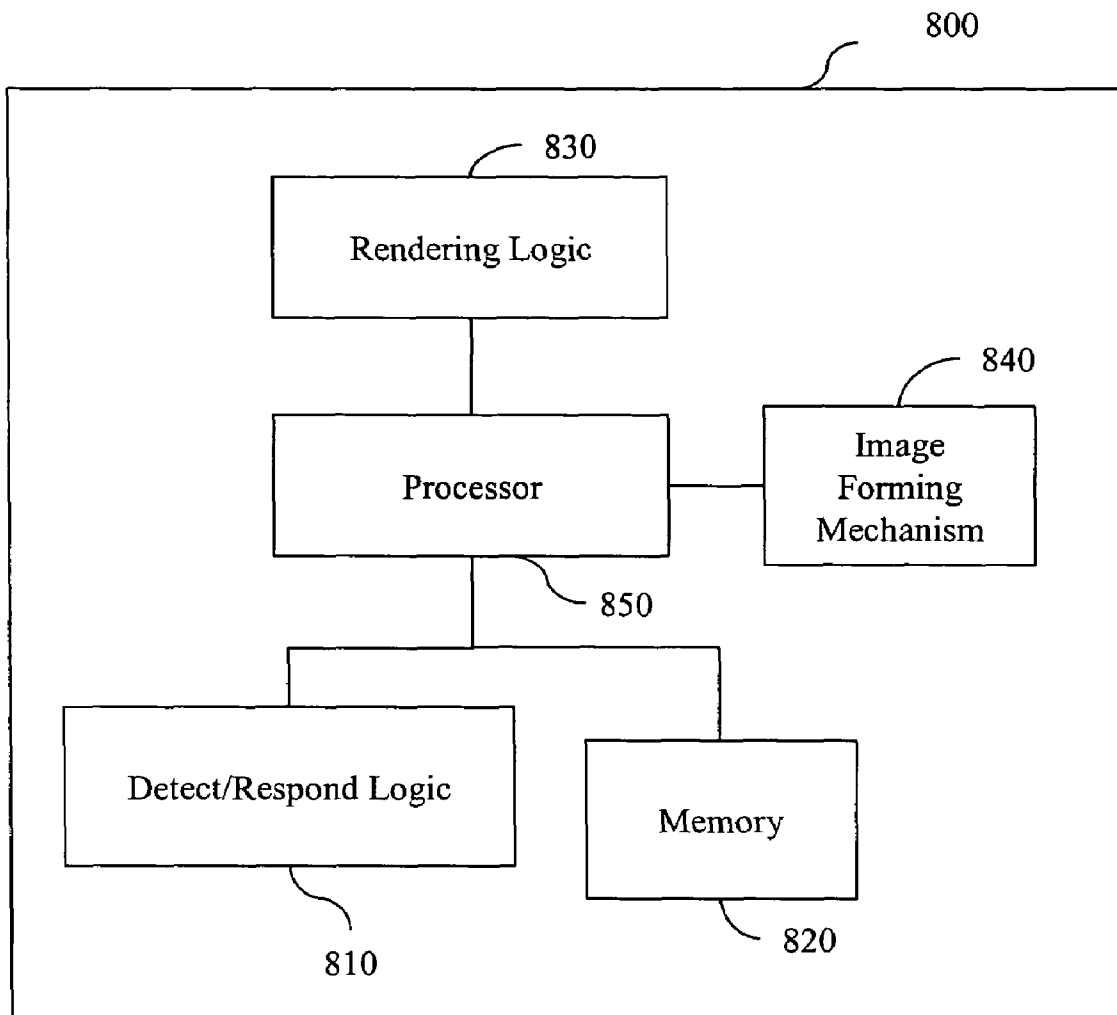 800
830
Rendering Logic
840
Image
Forming
Mechanism
Processor
850
Detect/Respond Logic
Memory
810
820